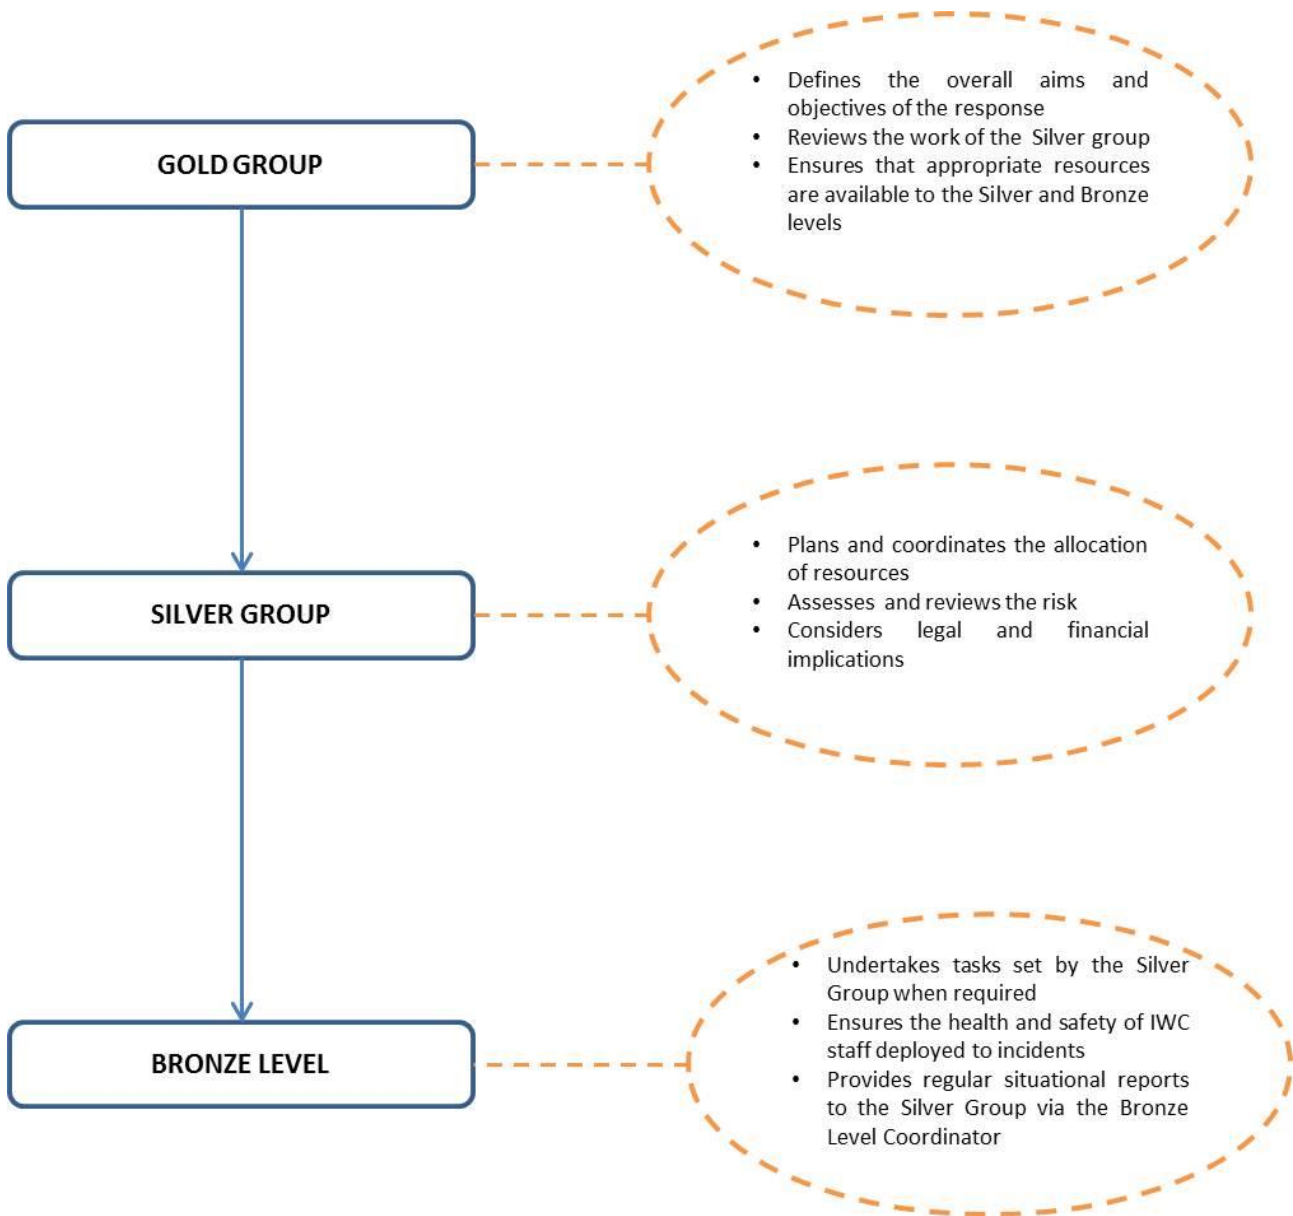 GOLD GROUP
• Defines the overall aims and
objectives of the response
• Reviews the work of the Silver group
• Ensures that appropriate resources
are available to the Silver and Bronze
levels
SILVER GROUP
• Plans and coordinates the allocation
of resources
• Assesses and reviews the risk
• Considers legal and financial
implications
BRONZE LEVEL
• Undertakes tasks set by the Silver
Group when required
• Ensures the health and safety of IWC
staff deployed to incidents
• Provides regular situational reports
to the Silver Group via the Bronze
Level Coordinator